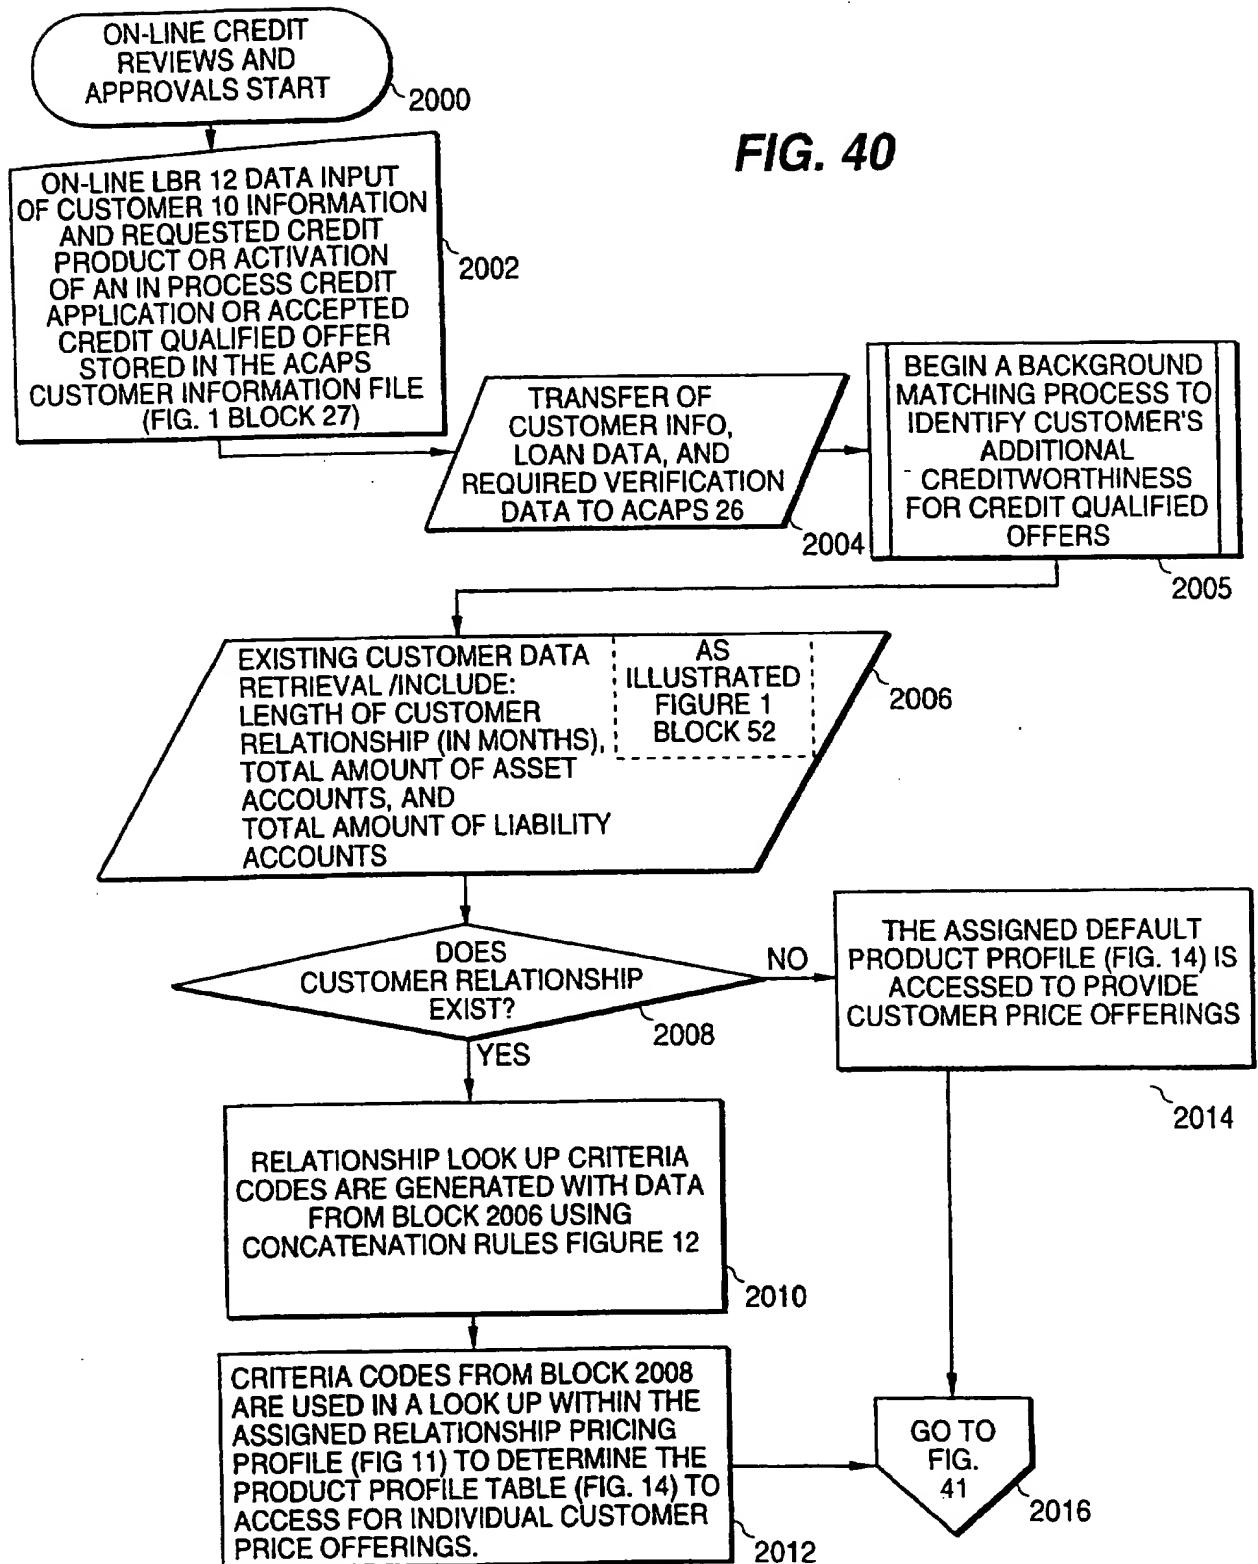 ON-LINE CREDIT
REVIEWS AND
APPROVALS START
2000
FIG. 40
ON-LINE LBR 12 DATA INPUT
OF CUSTOMER 10 INFORMATION
AND REQUESTED CREDIT
PRODUCT OR ACTIVATION
OF AN IN PROCESS CREDIT
APPLICATION OR ACCEPTED
CREDIT QUALIFIED OFFER
STORED IN THE ACAPS
CUSTOMER INFORMATION FILE
(FIG. 1 BLOCK 27)
2002
TRANSFER OF
CUSTOMER INFO,
LOAN DATA, AND
REQUIRED VERIFICATION
DATA TO ACAPS 26
2004
BEGIN A BACKGROUND
MATCHING PROCESS TO
IDENTIFY CUSTOMER'S
ADDITIONAL
CREDITWORTHINESS
FOR CREDIT QUALIFIED
OFFERS
2005
EXISTING CUSTOMER DATA
RETRIEVAL /INCLUDE:
LENGTH OF CUSTOMER
RELATIONSHIP (IN MONTHS),
TOTAL AMOUNT OF ASSET
ACCOUNTS, AND
TOTAL AMOUNT OF LIABILITY
ACCOUNTS
AS
ILLUSTRATED
FIGURE 1
BLOCK 52
2006
DOES
CUSTOMER RELATIONSHIP
EXIST?
2008
NO
YES
THE ASSIGNED DEFAULT
PRODUCT PROFILE (FIG. 14) IS
ACCESSED TO PROVIDE
CUSTOMER PRICE OFFERINGS
2014
RELATIONSHIP LOOK UP CRITERIA
CODES ARE GENERATED WITH DATA
FROM BLOCK 2006 USING
CONCATENATION RULES FIGURE 12
2010
CRITERIA CODES FROM BLOCK 2008
ARE USED IN A LOOK UP WITHIN THE
ASSIGNED RELATIONSHIP PRICING
PROFILE (FIG 11) TO DETERMINE THE
PRODUCT PROFILE TABLE (FIG. 14) TO
ACCESS FOR INDIVIDUAL CUSTOMER
PRICE OFFERINGS.
2012
GO TO
FIG.
41
2016